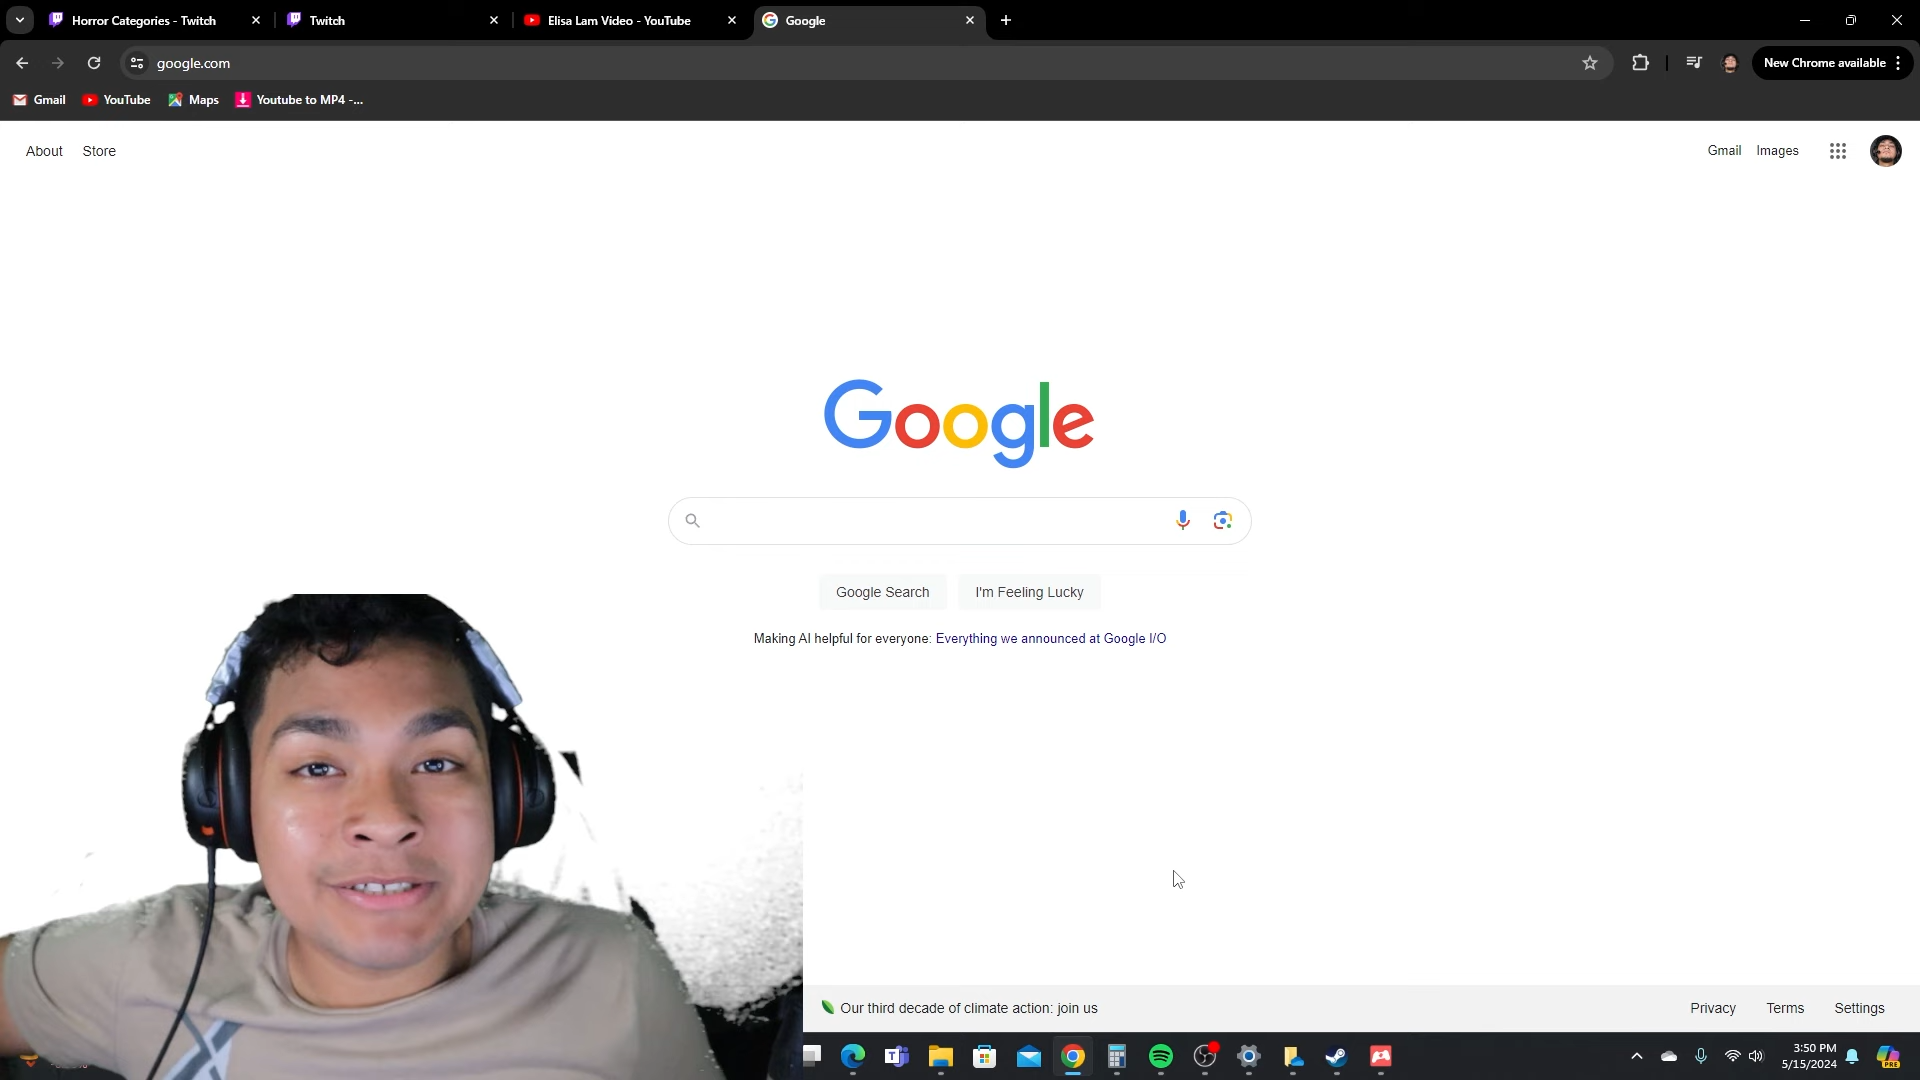 Horror Categories - Twitch
Twitch
Elisa Lam Video - YouTube
Google
google.com
New Chrome available
Gmail
YouTube
Maps
Youtube to MP4 -...
About
Store
Gmail
Images
Google
Google Search
I'm Feeling Lucky
Making AI helpful for everyone: Everything we announced at Google I/O
Our third decade of climate action: join us
Privacy
Terms
Settings
3:50 PM
5/15/2024
PRE